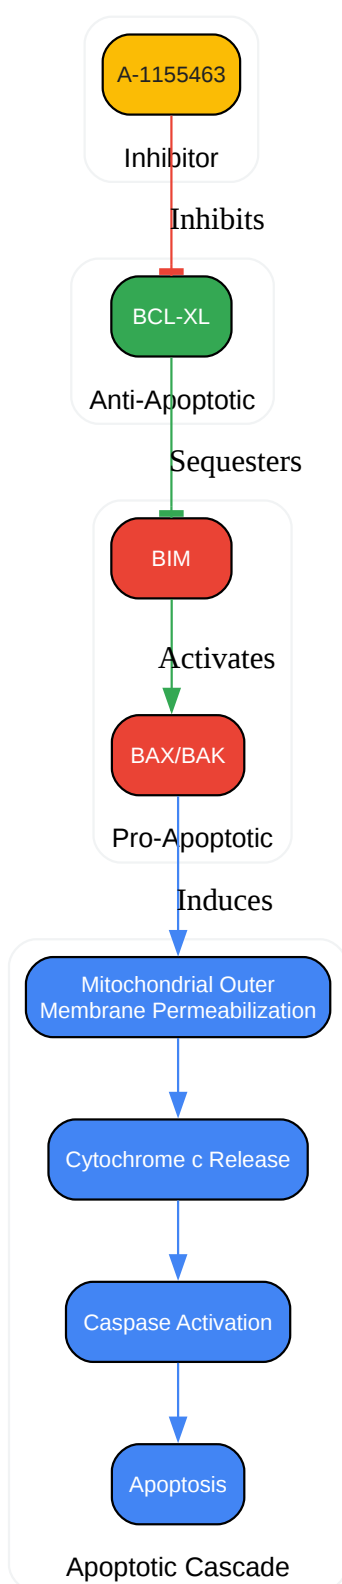 A-1155463
Inhibitor
Inhibits
BCL-XL
Anti-Apoptotic
Sequesters
BIM
Activates
BAX/BAK
Pro-Apoptotic
Induces
Mitochondrial Outer
Membrane Permeabilization
Cytochrome c Release
Caspase Activation
Apoptosis
Apoptotic Cascade